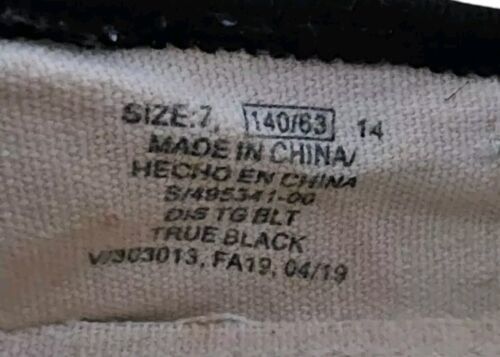 SIZE:7, 140/63 14
MADE IN CHINA/
HECHO EN CHINA
S/495341-00
DIS TG BLT
TRUE BLACK
V/303013, FA19, 04/19